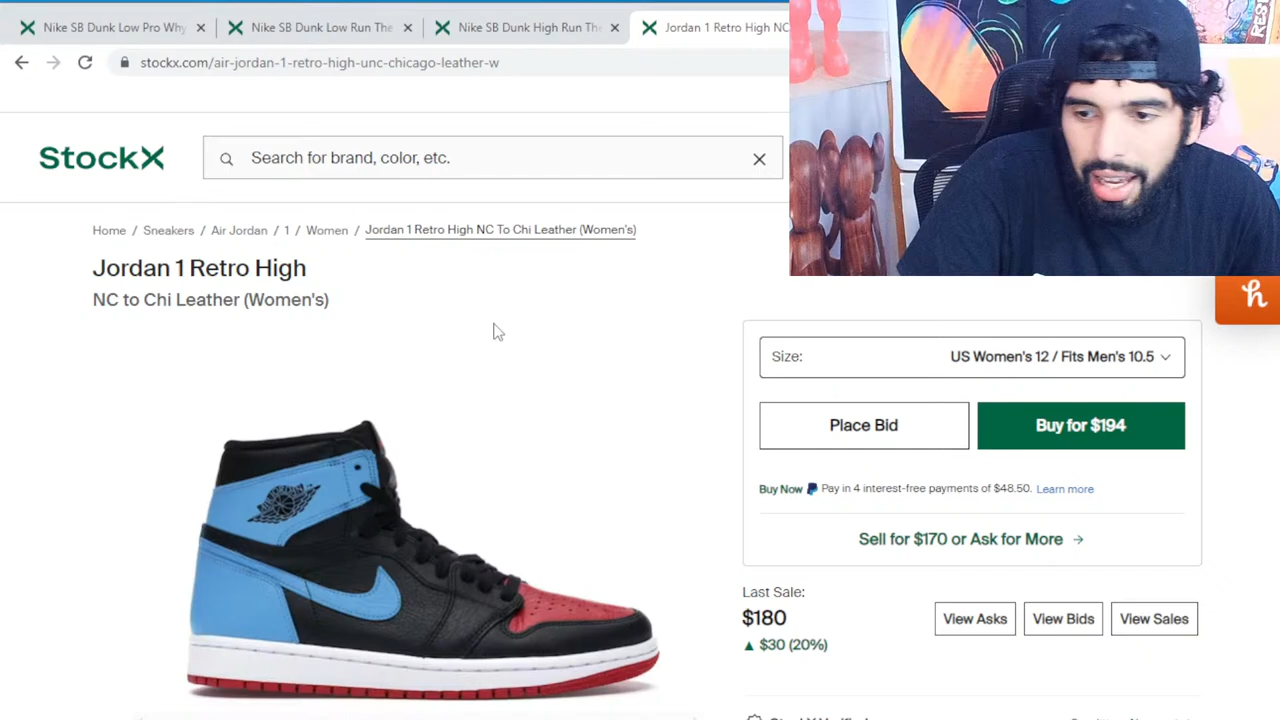 Nike SB Dunk Low Pro Why
Nike SB Dunk Low Run The
Nike SB Dunk High Run The
Jordan 1 Retro High NC
stockx.com/air-jordan-1-retro-high-unc-chicago-leather-w
StockX
Search for brand, color, etc.
Home / Sneakers / Air Jordan / 1 / Women / Jordan 1 Retro High NC To Chi Leather (Women's)
Jordan 1 Retro High
NC to Chi Leather (Women's)
Size: US Women's 12 / Fits Men's 10.5
Place Bid
Buy for $194
Buy Now Pay in 4 interest-free payments of $48.50. Learn more
Sell for $170 or Ask for More →
Last Sale:
$180
▲ $30 (20%)
View Asks
View Bids
View Sales